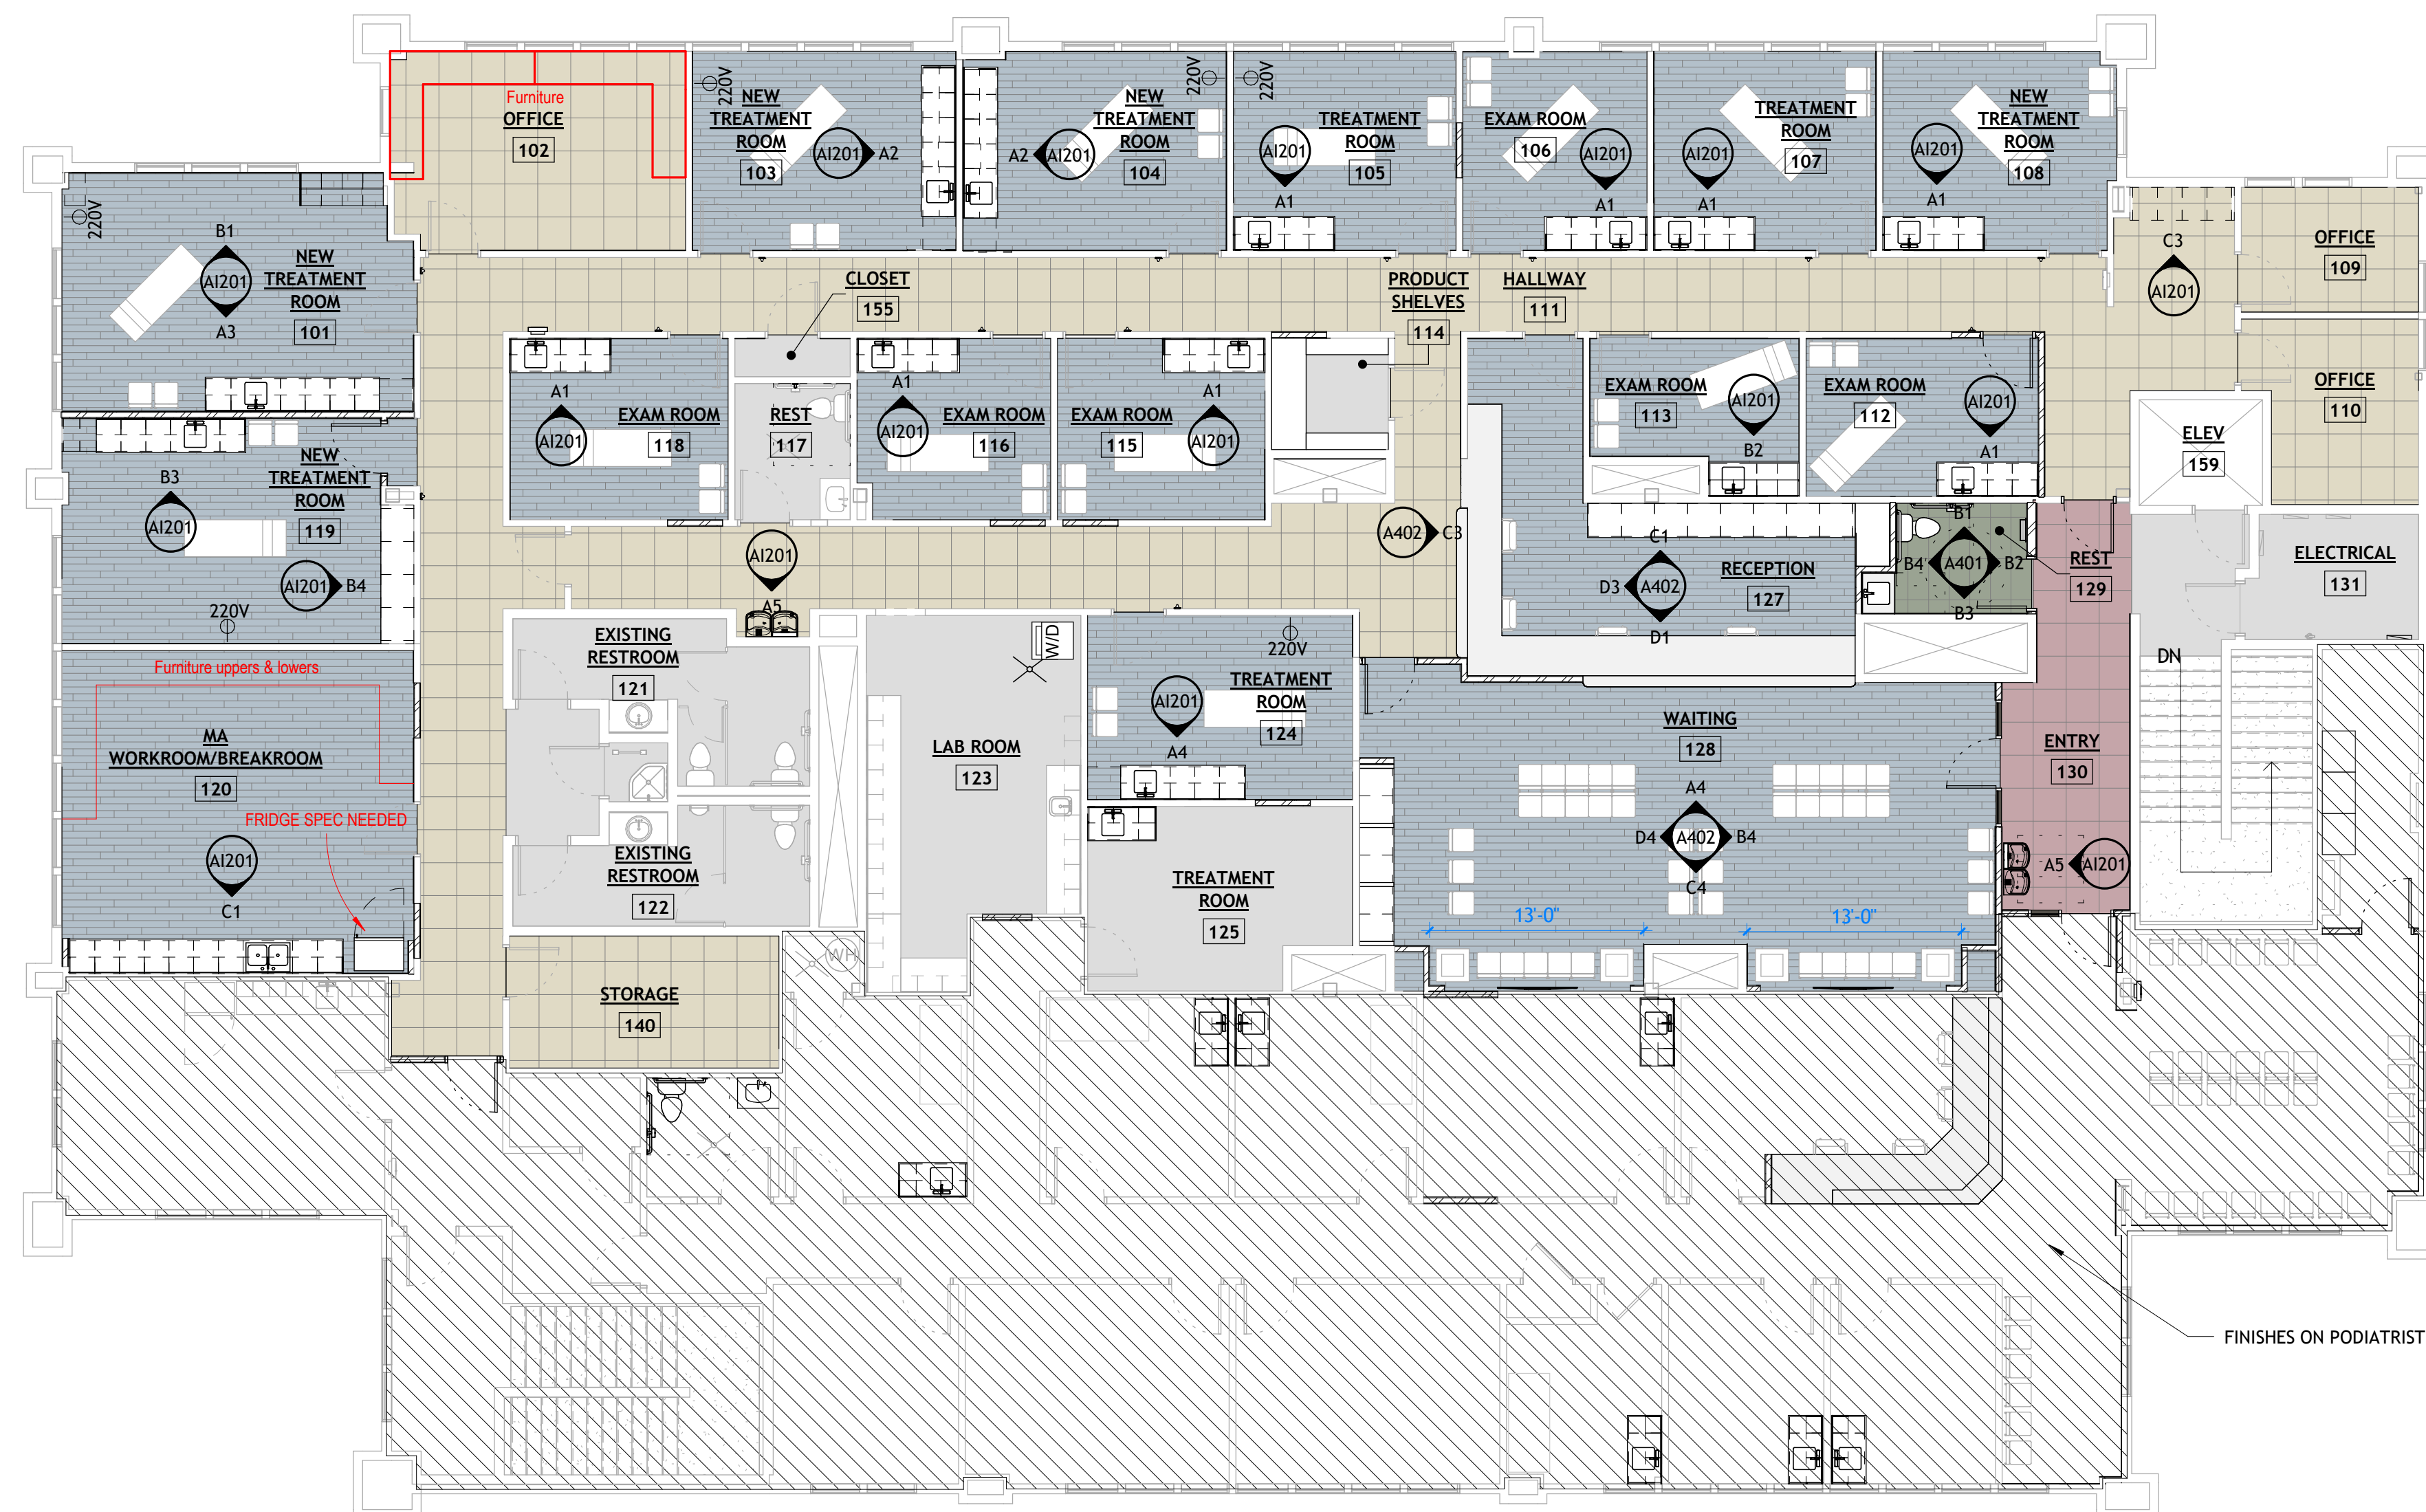 Furniture
OFFICE
102
220V
NEW
TREATMENT
ROOM
103
AI201
A2
A2
AI201
NEW
TREATMENT
ROOM
104
220V
220V
AI201
A1
TREATMENT
ROOM
105
EXAM ROOM
106
AI201
A1
TREATMENT
ROOM
107
AI201
A1
NEW
TREATMENT
ROOM
108
AI201
A1
220V
B1
AI201
A3
NEW
TREATMENT
ROOM
101
CLOSET
155
PRODUCT
SHELVES
114
HALLWAY
111
C3
AI201
OFFICE
109
OFFICE
110
ELEV
159
A1
AI201
EXAM ROOM
118
REST
117
A1
AI201
EXAM ROOM
116
EXAM ROOM
115
A1
AI201
EXAM ROOM
113
AI201
B2
EXAM ROOM
112
AI201
A1
NEW
TREATMENT
ROOM
119
B3
AI201
AI201
B4
220V
AI201
A5
A402
C3
C1
D3
A402
D1
RECEPTION
127
B1
B4
A401
B2
B3
REST
129
ELECTRICAL
131
DN
Furniture uppers & lowers
MA
WORKROOM/BREAKROOM
120
FRIDGE SPEC NEEDED
AI201
C1
EXISTING
RESTROOM
121
EXISTING
RESTROOM
122
W/D
LAB ROOM
123
220V
TREATMENT
ROOM
124
AI201
A4
TREATMENT
ROOM
125
WAITING
128
A4
D4
A402
B4
C4
13'-0"
13'-0"
ENTRY
130
A5
AI201
WH
STORAGE
140
FINISHES ON PODIATRIST